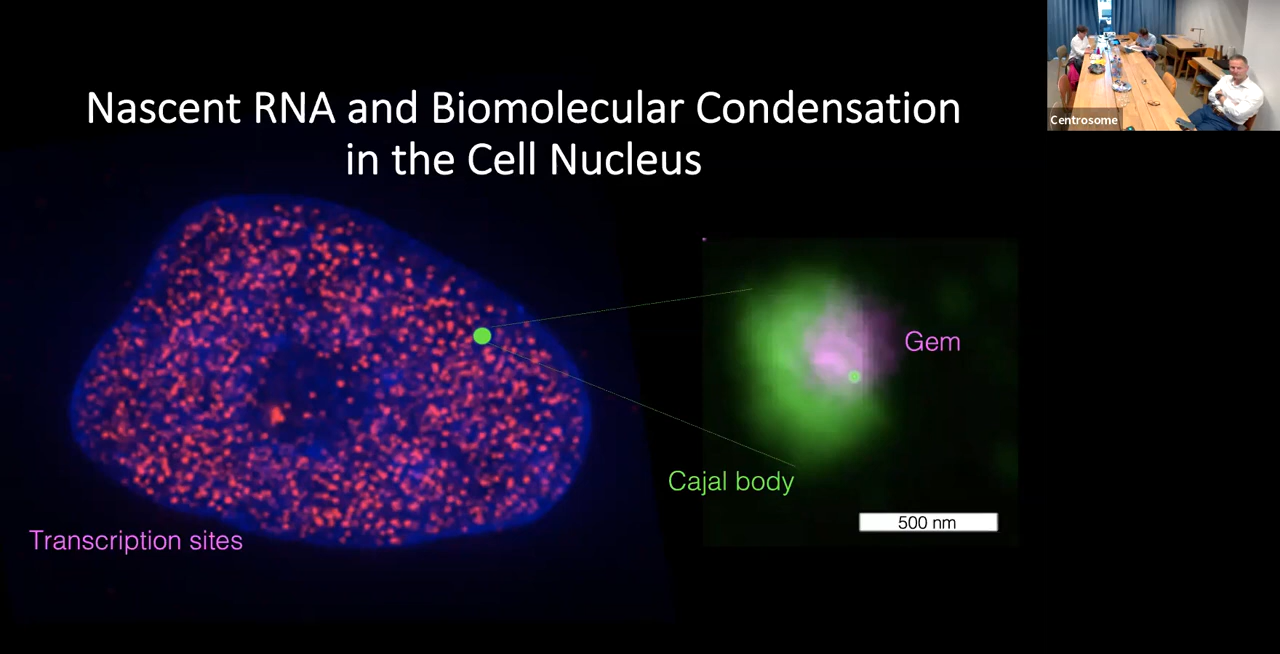 Nascent RNA and Biomolecular Condensation
in the Cell Nucleus
Centrosome
Gem
Cajal body
500 nm
Transcription sites